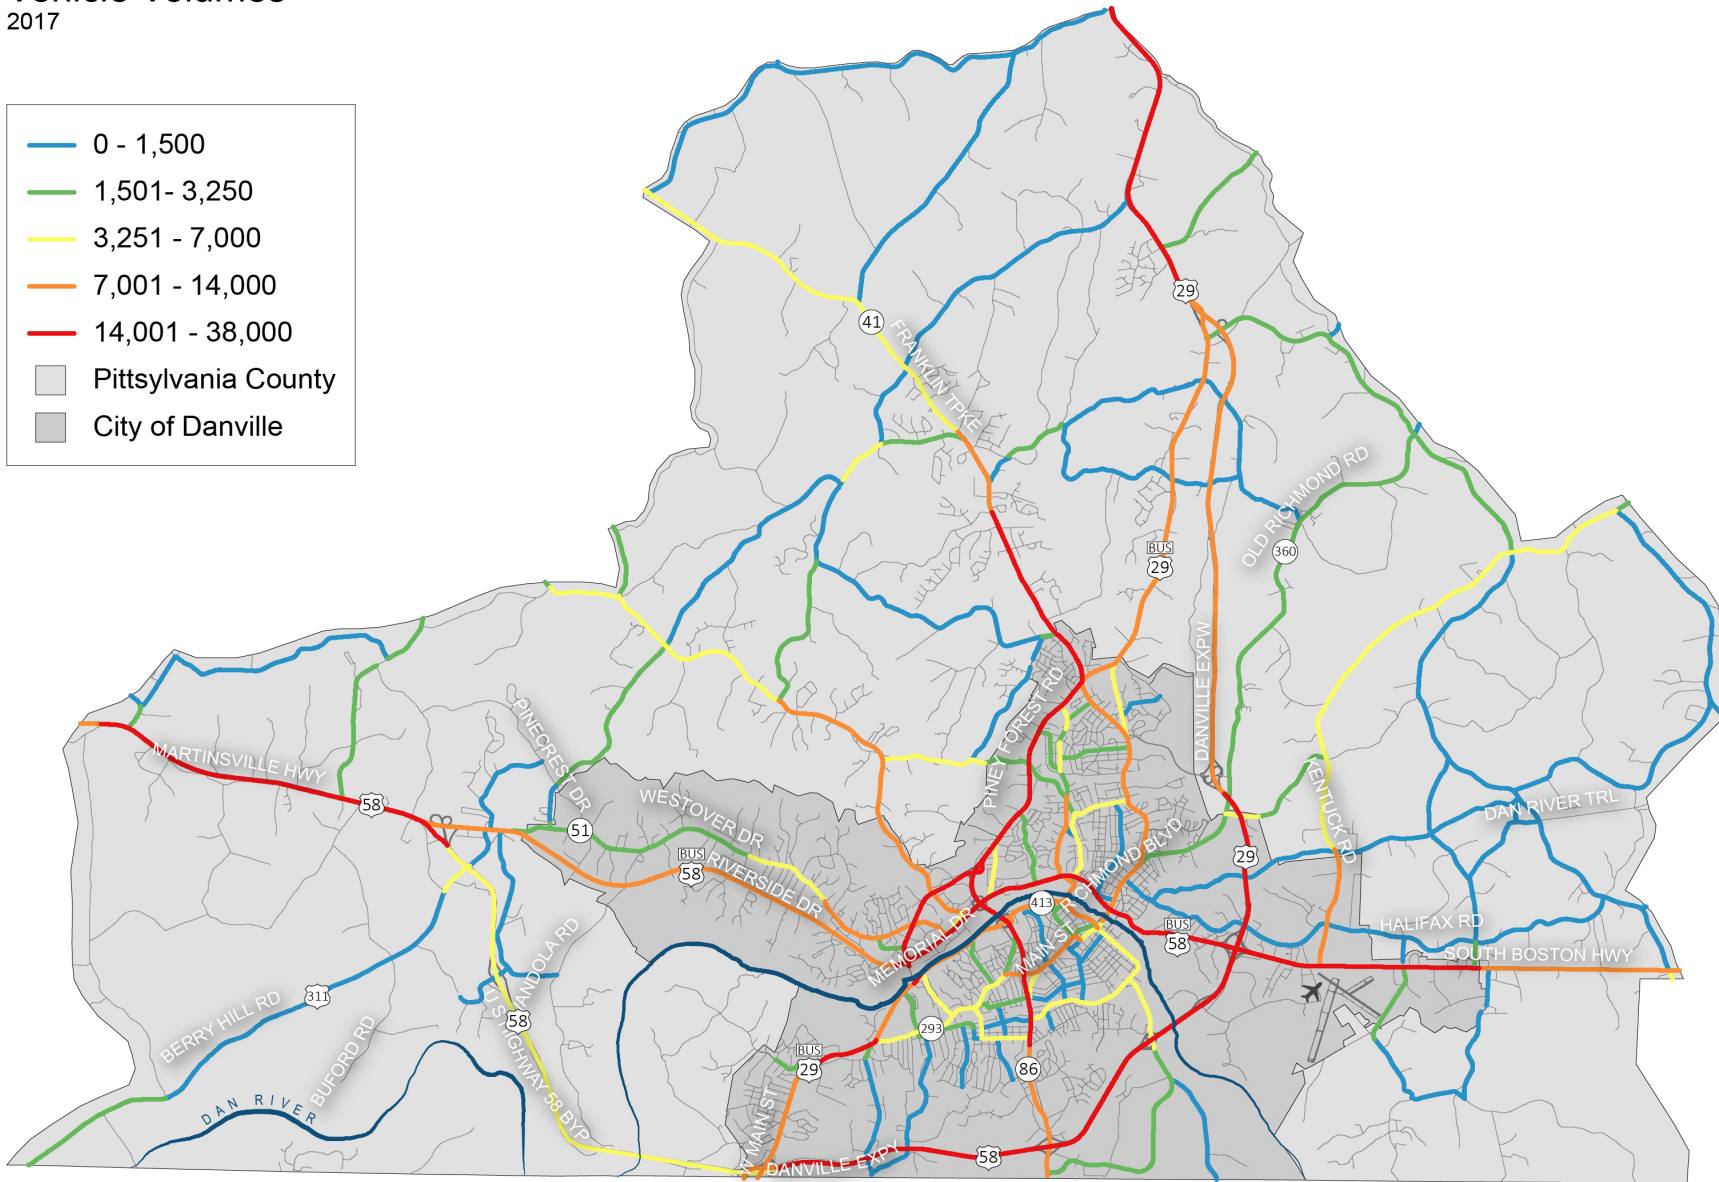 Vehicle Volumes
2017
0 - 1,500
1,501- 3,250
3,251 - 7,000
7,001 - 14,000
14,001 - 38,000
Pittsylvania County
City of Danville
29
41
FRANKLIN TPKE
OLD RICHMOND RD
360
BUS
29
DANVILLE EXPW
PINEY FOREST RD
PINECREST DR
MARTINSVILLE HWY
58
51
WESTOVER DR
BUS
58
RIVERSIDE DR
KENTUCK RD
DAN RIVER TRL
RICHMOND BLVD
29
413
MEMORIAL DR
MAIN ST
BUS
58
HALIFAX RD
SOUTH BOSTON HWY
VANDOLA RD
311
BERRY HILL RD
58
U S HIGHWAY 58 BYP
BUFORD RD
DAN RIVER
293
BUS
29
86
W MAIN ST
DANVILLE EXPY
58